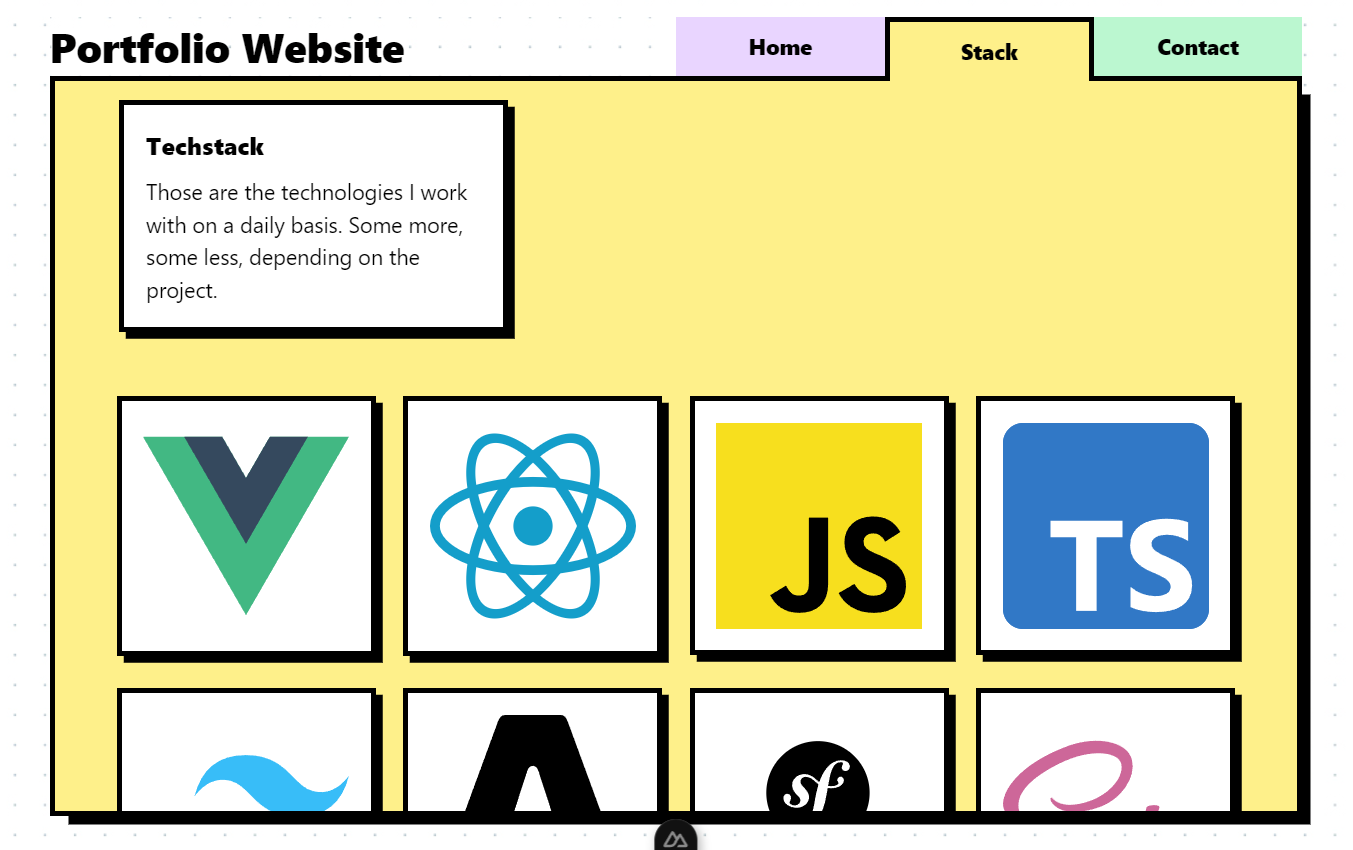 Portfolio Website
Home
Stack
Contact
Techstack
Those are the technologies I work
with on a daily basis. Some more,
some less, depending on the
project.
JS
TS
sf